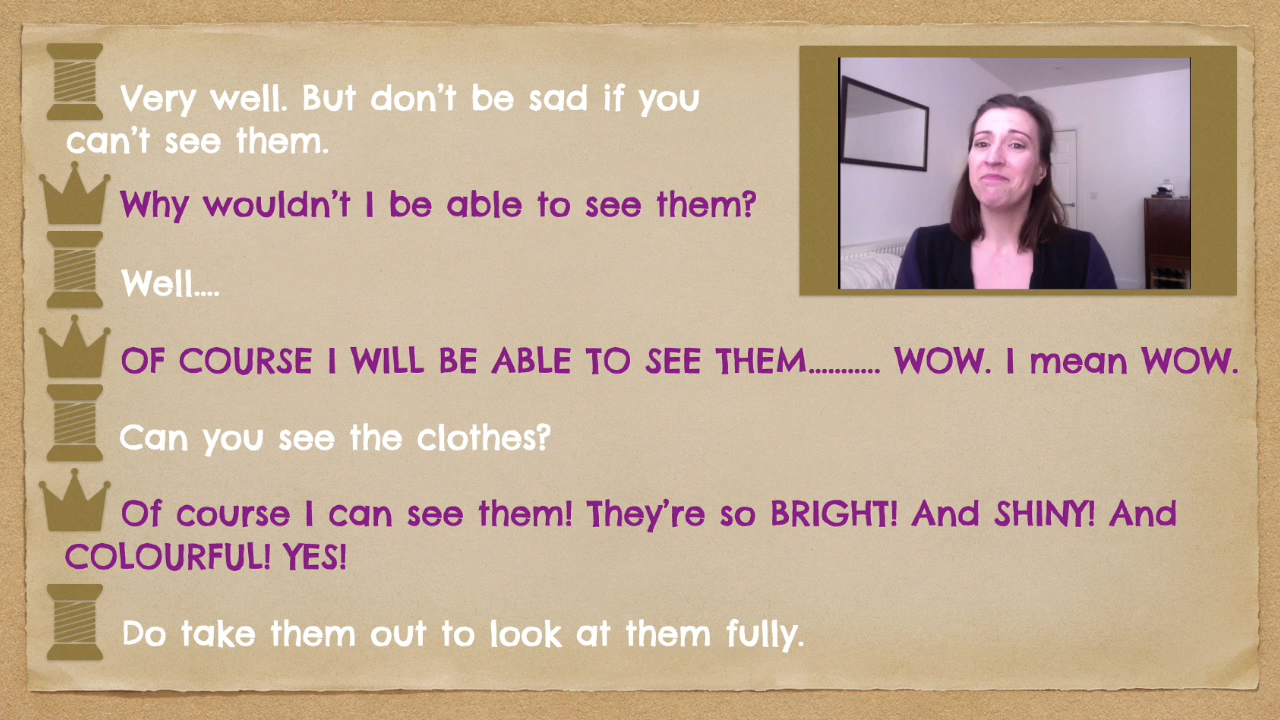 Very well. But don't be sad if you
can't see them.
Why wouldn't I be able to see them?
Well....
OF COURSE I WILL BE ABLE TO SEE THEM........... WOW. I mean WOW.
Can you see the clothes?
Of course I can see them! They're so BRIGHT! And SHINY! And
COLOURFUL! YES!
Do take them out to look at them fully.